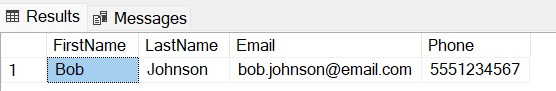 Results Messages
FirstName LastName Email Phone
1 Bob Johnson bob.johnson@email.com 5551234567